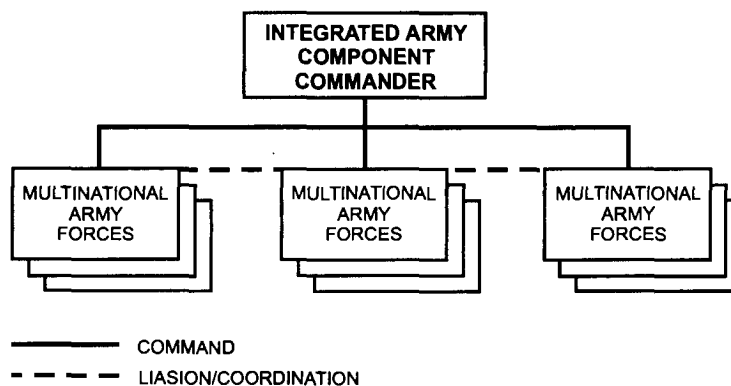 INTEGRATED ARMY
COMPONENT
COMMANDER
MULTINATIONAL
ARMY
FORCES
MULTINATIONAL
ARMY
FORCES
MULTINATIONAL
ARMY
FORCES
COMMAND
LIASION/COORDINATION